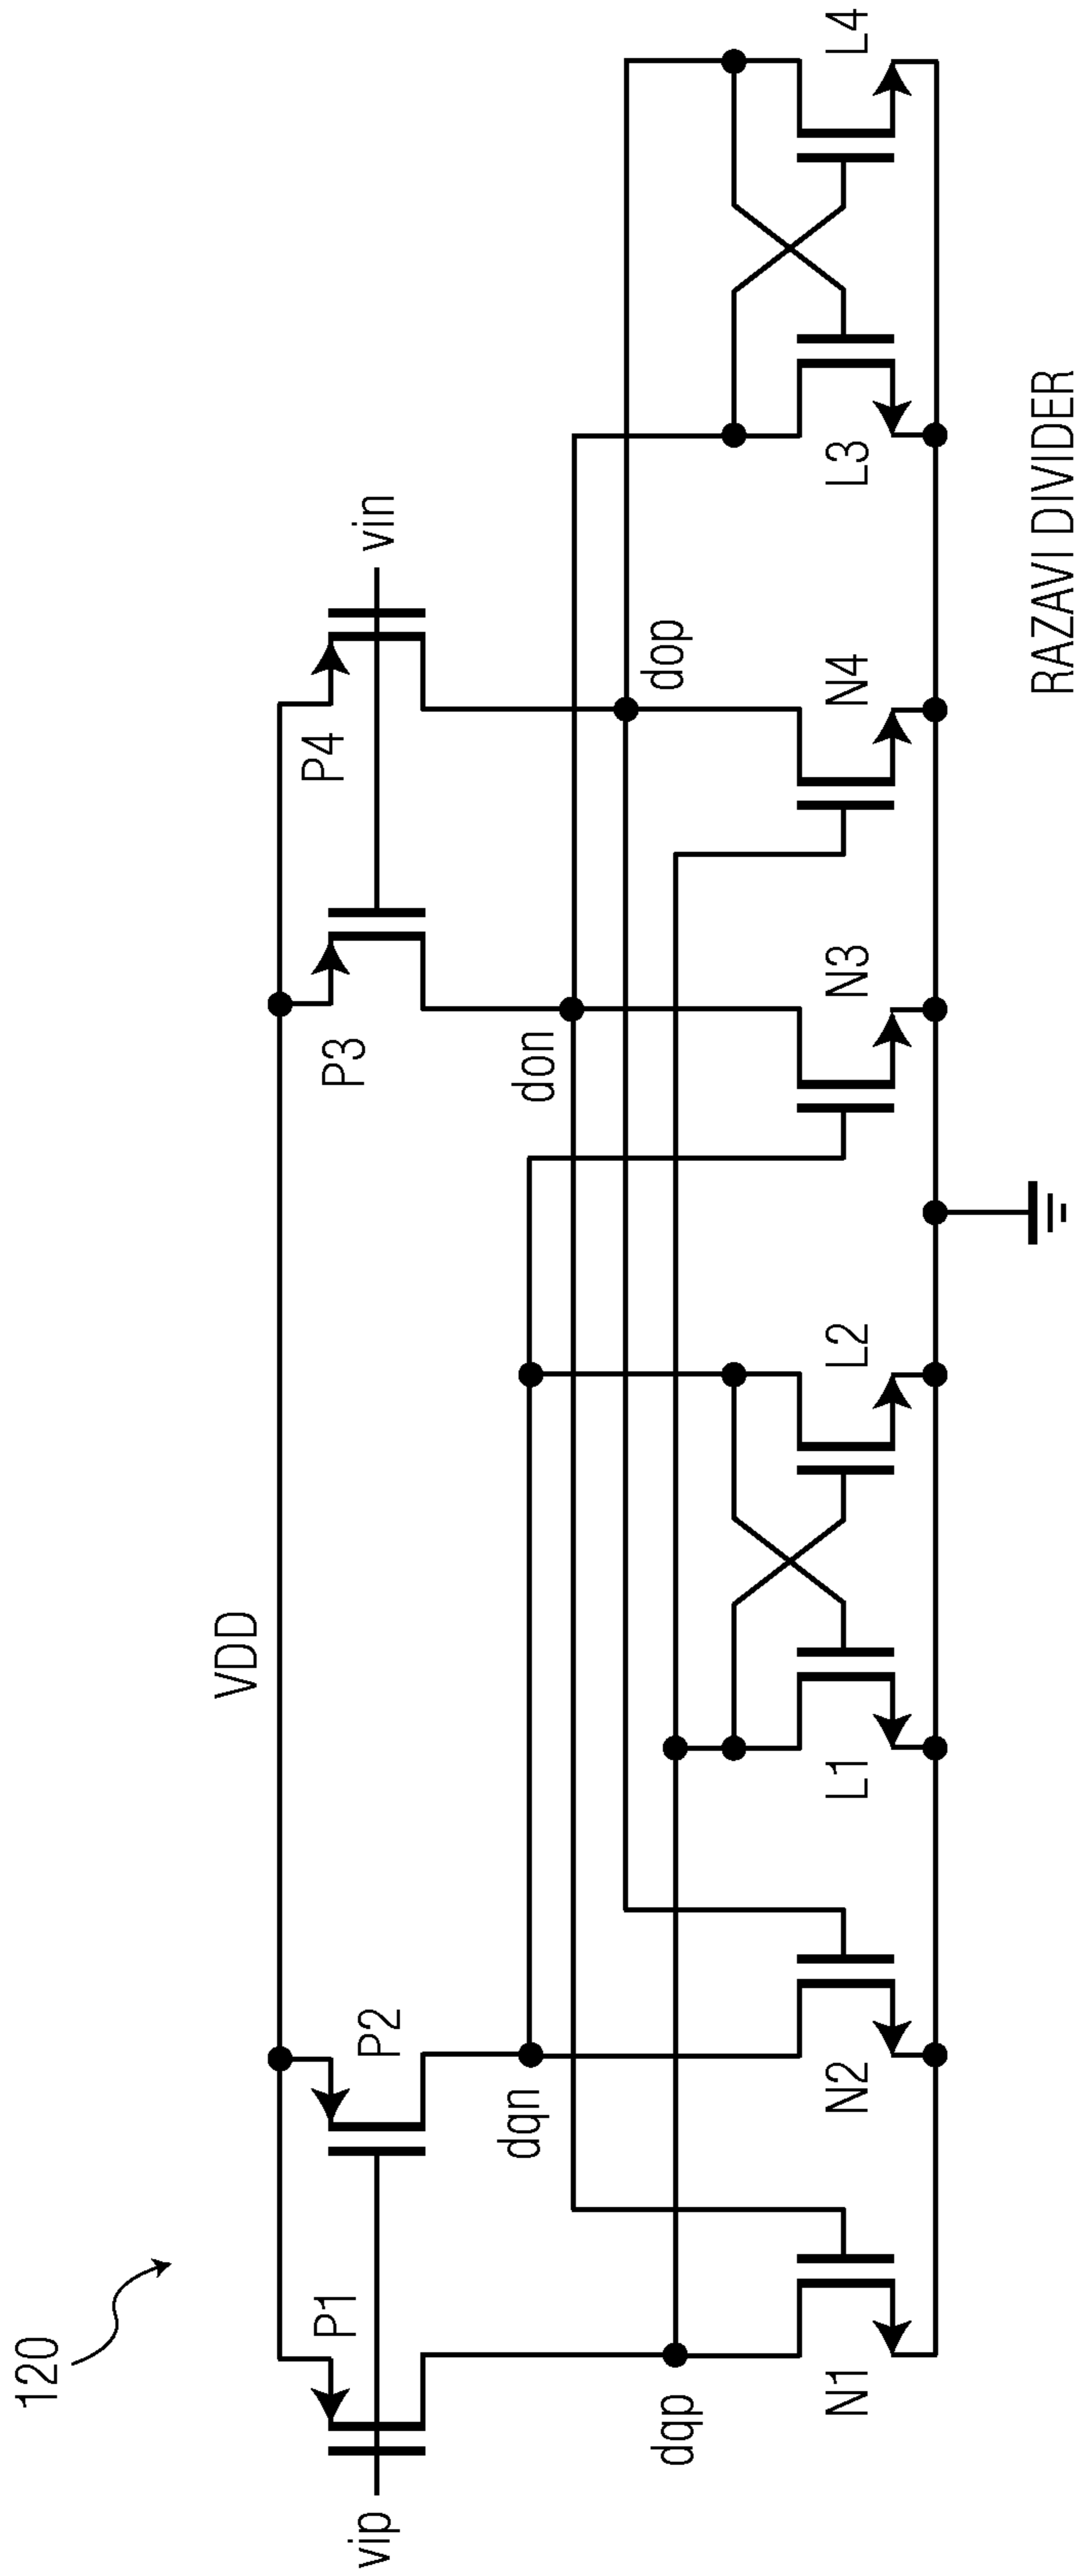 120
VDD
vip
P1
P2
P3
P4
vin
dqp
dqn
don
dop
N1
N2
L1
L2
N3
N4
L3
L4
RAZAVI DIVIDER